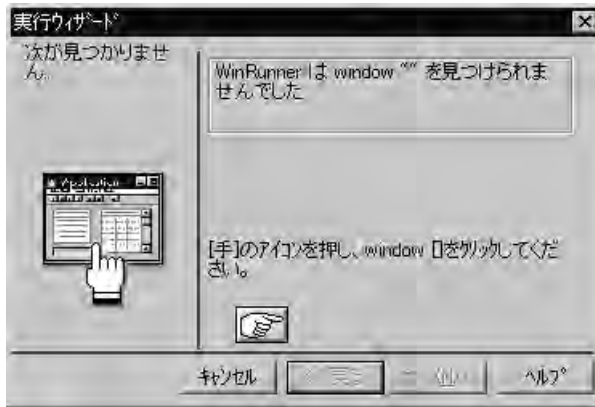 実行ウィザード
次が見つかりませ
ん。
WinRunner は window "" を見つけられま
せんでした
Application
[手]のアイコンを押し、window []をクリックしてくだ
さい。
キャンセル
ヘルプ